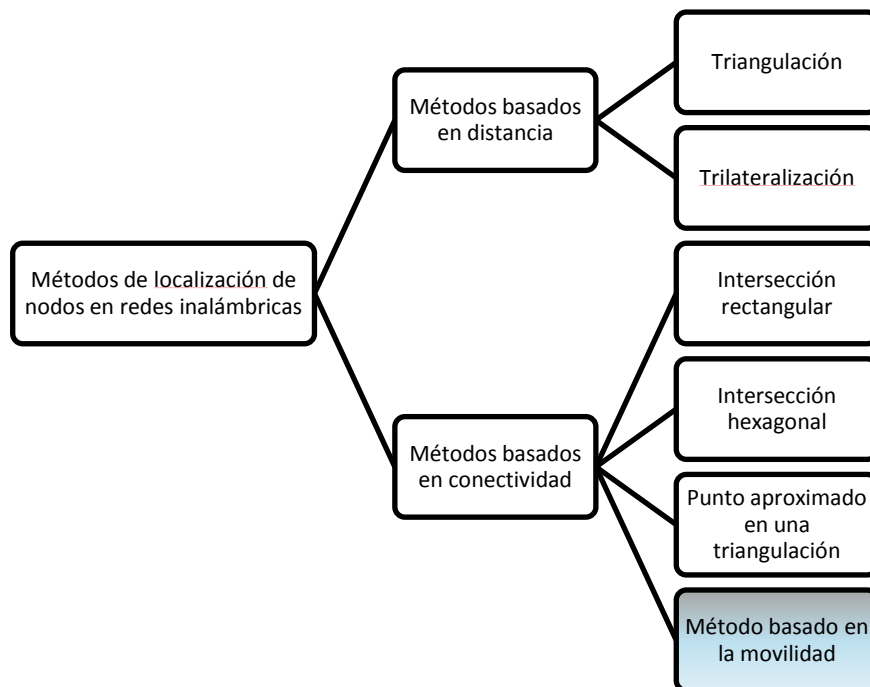 Métodos de localización de
nodos en redes inalámbricas
Métodos basados
en distancia
Triangulación
Trilateralización
Métodos basados
en conectividad
Intersección
rectangular
Intersección
hexagonal
Punto aproximado
en una
triangulación
Método basado en
la movilidad